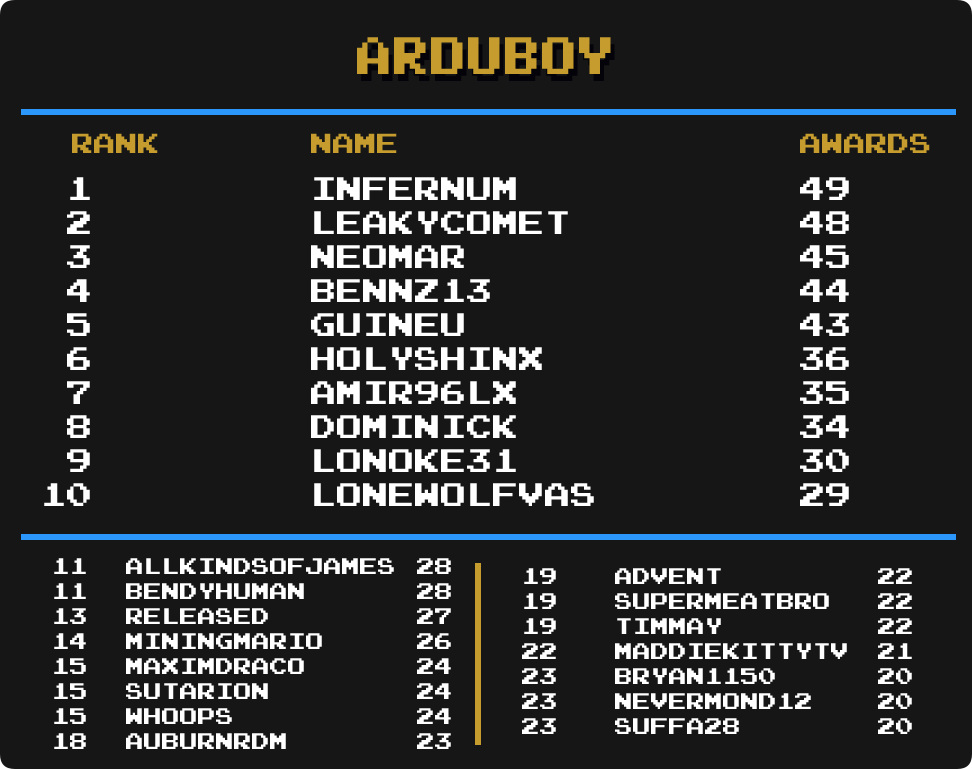 ARDUBOY
RANK NAME AWARDS
1 INFERNUM 49
2 LEAKYCOMET 48
3 NEOMAR 45
4 BENNZ13 44
5 GUINEU 43
6 HOLYSHINX 36
7 AMIR96LX 35
8 DOMINICK 34
9 LONOKE31 30
10 LONEWOLFVAS 29
11 ALLKINDSOFJAMES 28
11 BENDYHUMAN 28
13 RELEASED 27
14 MININGMARIO 26
15 MAXIMDRACO 24
15 SUTARION 24
15 WHOOPS 24
18 AUBURNRDM 23
19 ADVENT 22
19 SUPERMEATBRO 22
19 TIMMAY 22
22 MADDIEKITTYTV 21
23 BRYAN1150 20
23 NEVERMOND12 20
23 SUFFA28 20